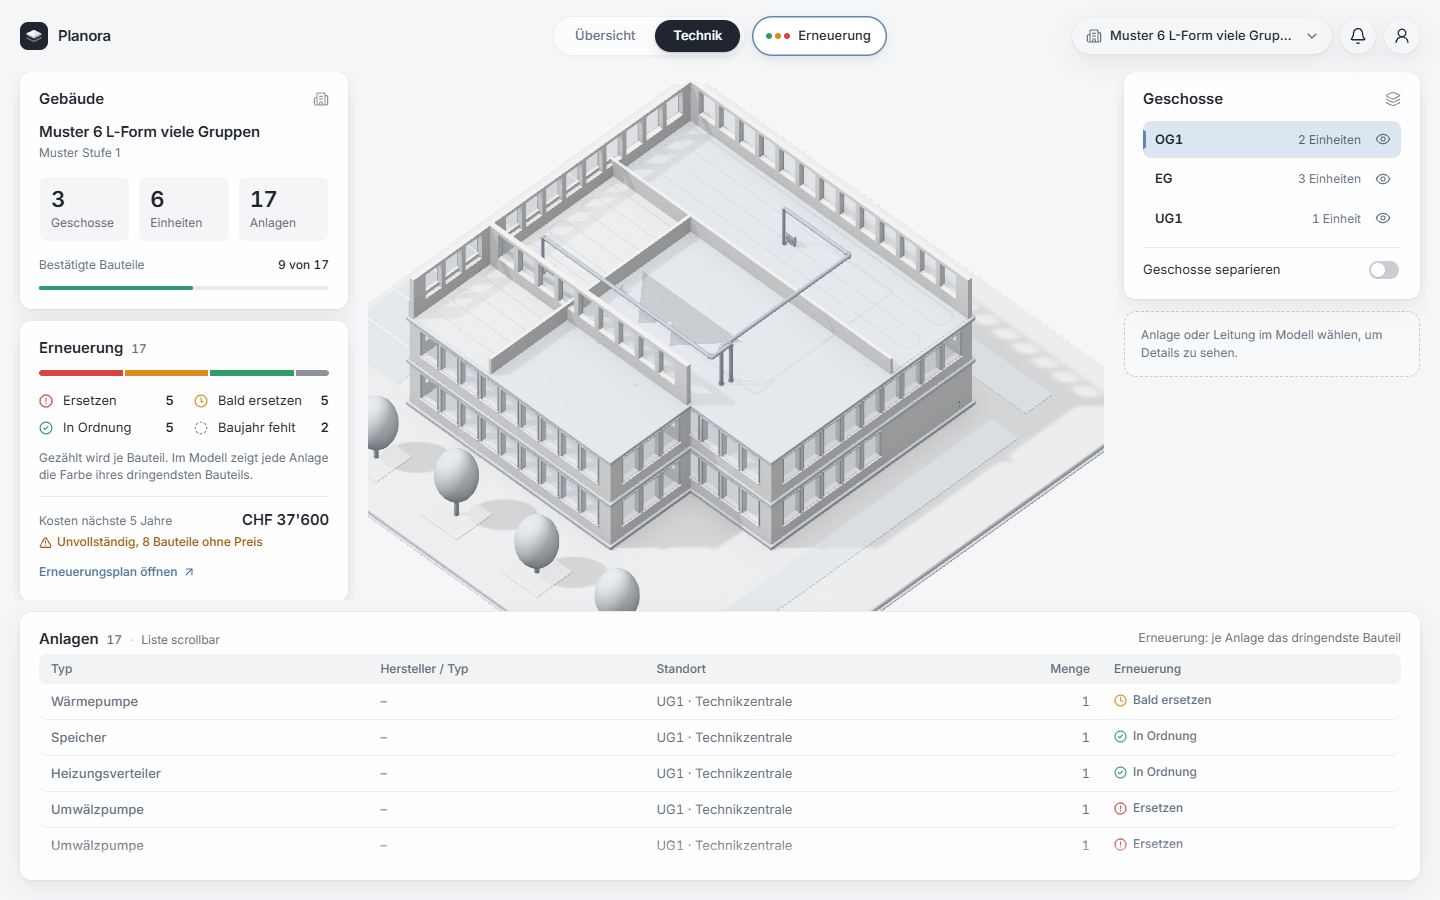 Planora
Übersicht
Technik
Erneuerung
Muster 6 L-Form viele Grup...
Gebäude
Muster 6 L-Form viele Gruppen
Muster Stufe 1
3
Geschosse
6
Einheiten
17
Anlagen
Bestätigte Bauteile 9 von 17
Erneuerung 17
Ersetzen 5
Bald ersetzen 5
In Ordnung 5
Baujahr fehlt 2
Gezählt wird je Bauteil. Im Modell zeigt jede Anlage
die Farbe ihres dringendsten Bauteils.
Kosten nächste 5 Jahre CHF 37'600
Unvollständig, 8 Bauteile ohne Preis
Erneuerungsplan öffnen
Geschosse
OG1 2 Einheiten
EG 3 Einheiten
UG1 1 Einheit
Geschosse separieren
Anlage oder Leitung im Modell wählen, um
Details zu sehen.
Anlagen 17 · Liste scrollbar
Erneuerung: je Anlage das dringendste Bauteil
Typ Hersteller / Typ Standort Menge Erneuerung
Wärmepumpe – UG1 · Technikzentrale 1 Bald ersetzen
Speicher – UG1 · Technikzentrale 1 In Ordnung
Heizungsverteiler – UG1 · Technikzentrale 1 In Ordnung
Umwälzpumpe – UG1 · Technikzentrale 1 Ersetzen
Umwälzpumpe – UG1 · Technikzentrale 1 Ersetzen